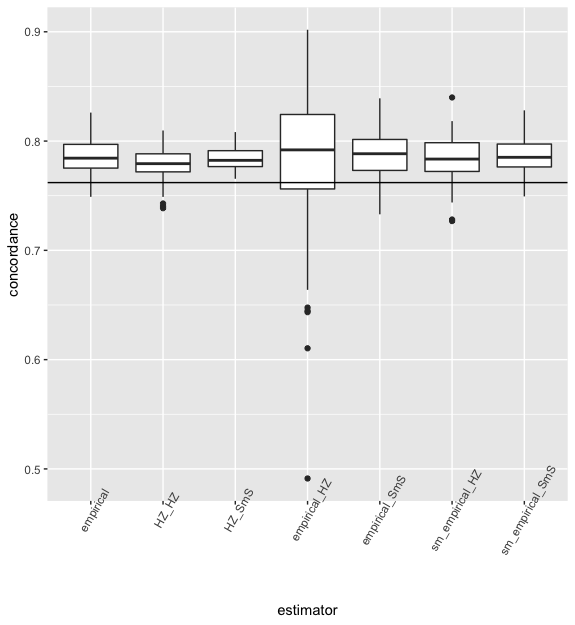 concordance
0.9
0.8
0.7
0.6
0.5
empirical
HZ_HZ
HZ_SmS
empirical_HZ
empirical_SmS
sm_empirical_HZ
sm_empirical_SmS
estimator